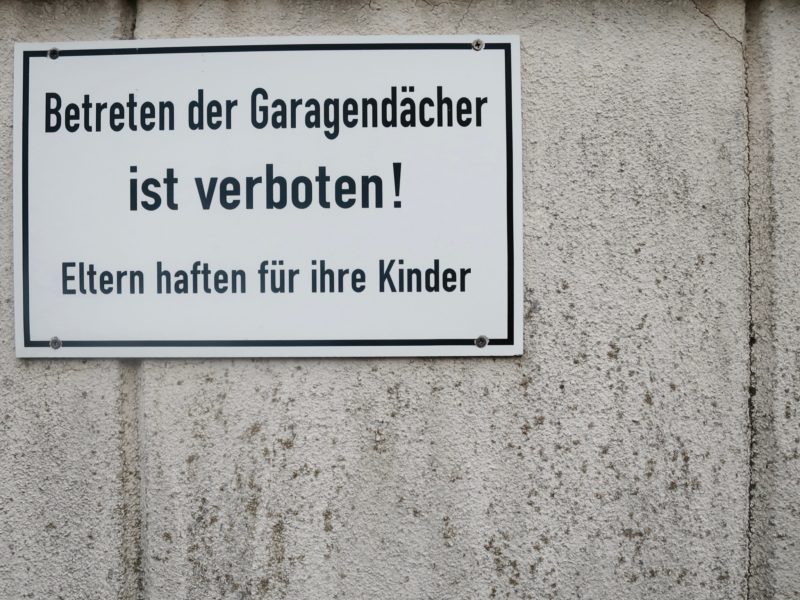 Betreten der Garagendächer
ist verboten!
Eltern haften für ihre Kinder